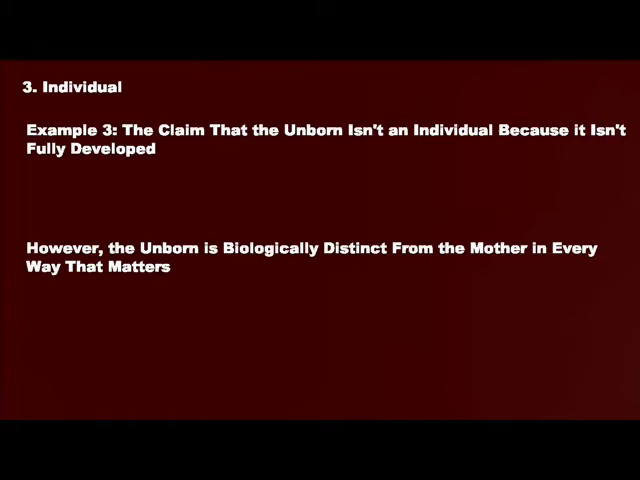 3. Individual
Example 3: The Claim That the Unborn Isn't an Individual Because it Isn't
Fully Developed
However, the Unborn is Biologically Distinct From the Mother in Every
Way That Matters